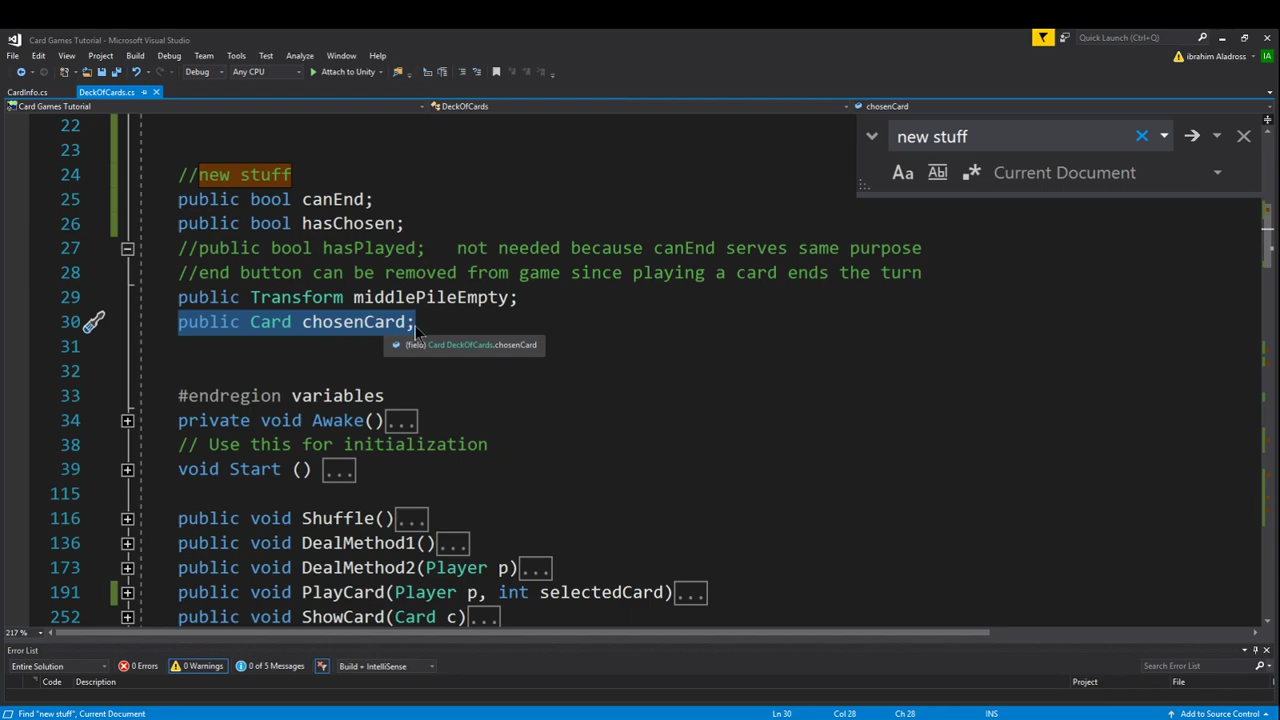 Card Games Tutorial - Microsoft Visual Studio
Quick Launch (Ctrl+Q)
File Edit View Project Build Debug Team Tools Test Analyze Window Help
ibrahim Aladross
IA
Debug Any CPU Attach to Unity
CardInfo.cs DeckOfCards.cs
Card Games Tutorial DeckOfCards chosenCard
new stuff
Aa Abl Current Document
22
23
24 //new stuff
25 public bool canEnd;
26 public bool hasChosen;
27 //public bool hasPlayed; not needed because canEnd serves same purpose
28 //end button can be removed from game since playing a card ends the turn
29 public Transform middlePileEmpty;
30 public Card chosenCard;
(field) Card DeckOfCards.chosenCard
31
32
33 #endregion variables
34 private void Awake()...
38 // Use this for initialization
39 void Start () ...
115
116 public void Shuffle()...
136 public void DealMethod1()...
173 public void DealMethod2(Player p)...
191 public void PlayCard(Player p, int selectedCard)...
252 public void ShowCard(Card c)...
217 %
Error List
Entire Solution 0 Errors 0 Warnings 0 of 5 Messages Build + IntelliSense Search Error List
Code Description Project File
Find "new stuff", Current Document Ln 30 Col 28 Ch 28 INS Add to Source Control